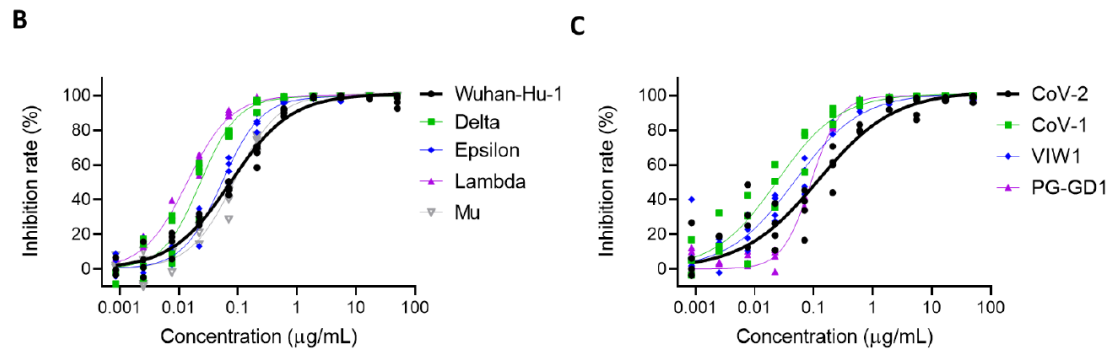 B
Inhibition rate (%)
100
80
60
40
20
0
0.001 0.01 0.1 1 10 100
Concentration (μg/mL)
Wuhan-Hu-1
Delta
Epsilon
Lambda
Mu
C
Inhibition rate (%)
100
80
60
40
20
0
0.001 0.01 0.1 1 10 100
Concentration (μg/mL)
CoV-2
CoV-1
VIW1
PG-GD1